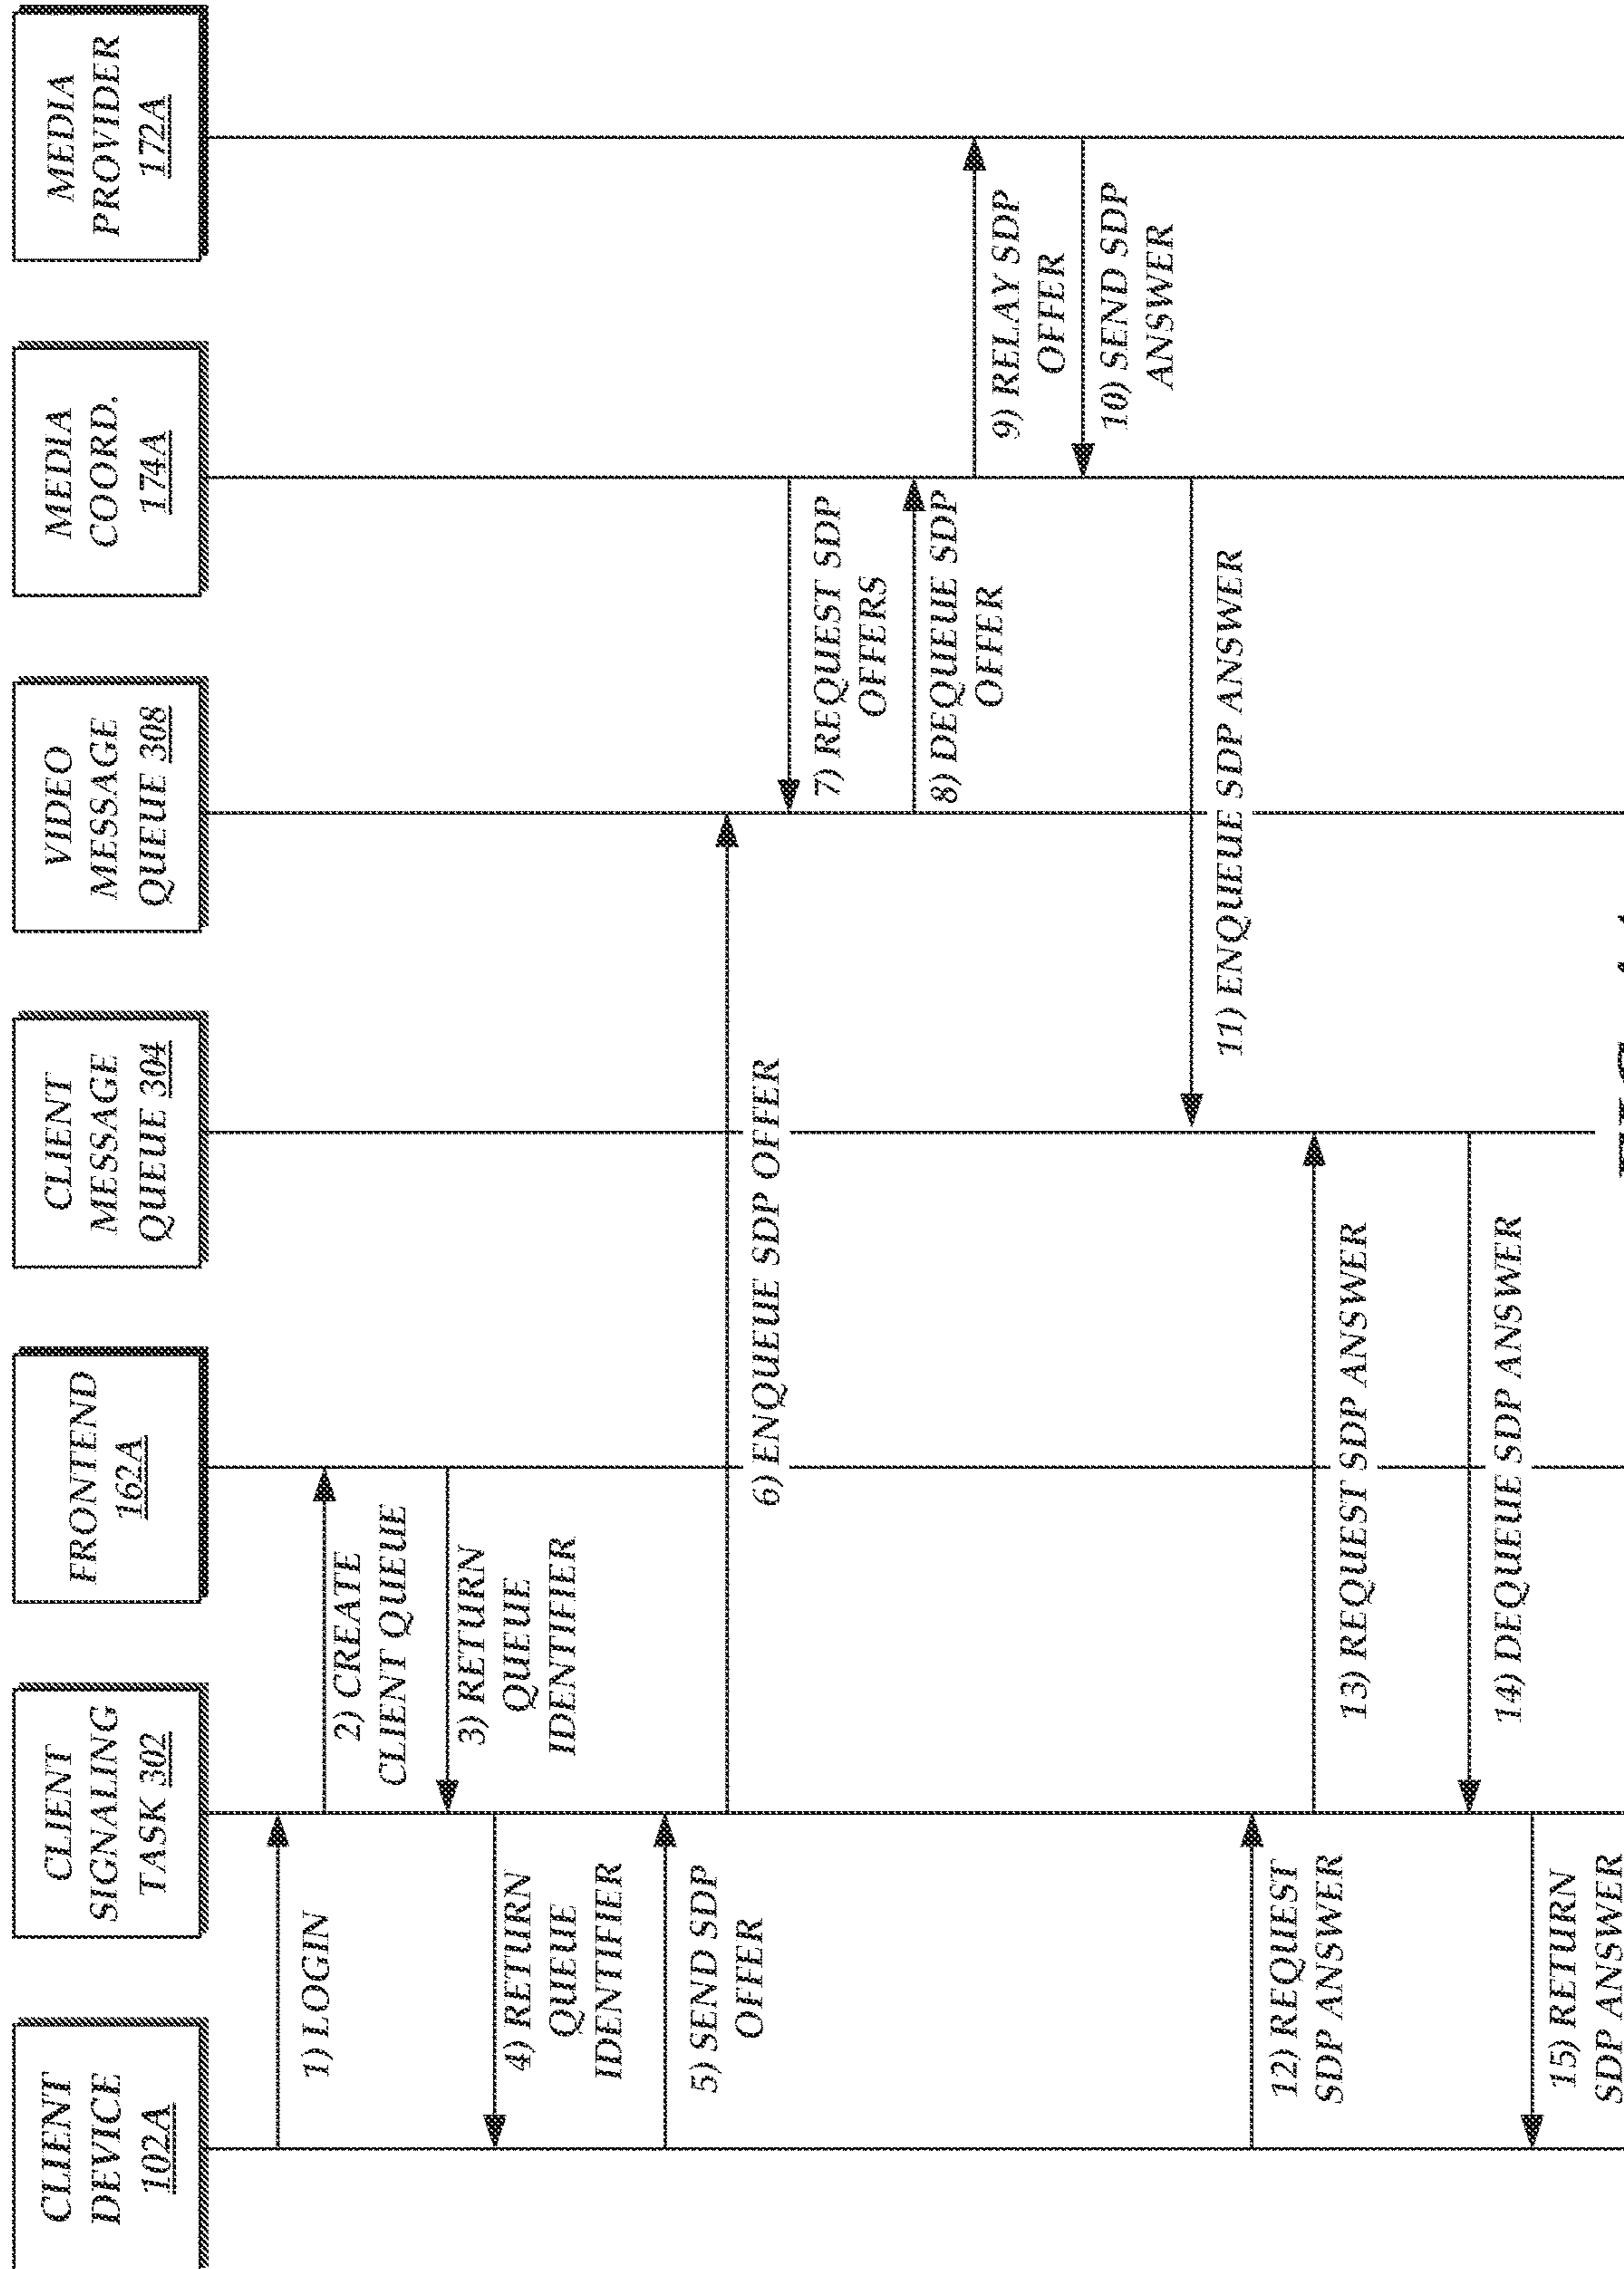 CLIENT
DEVICE
102A
CLIENT
SIGNALING
TASK 302
FRONTEND
162A
CLIENT
MESSAGE
QUEUE 304
VIDEO
MESSAGE
QUEUE 308
MEDIA
COORD.
174A
MEDIA
PROVIDER
172A
1) LOGIN
2) CREATE
CLIENT QUEUE
3) RETURN
QUEUE
IDENTIFIER
4) RETURN
QUEUE
IDENTIFIER
5) SEND SDP
OFFER
6) ENQUEUE SDP OFFER
7) REQUEST SDP
OFFERS
8) DEQUEUE SDP
OFFER
9) RELAY SDP
OFFER
10) SEND SDP
ANSWER
11) ENQUEUE SDP ANSWER
12) REQUEST
SDP ANSWER
13) REQUEST SDP ANSWER
14) DEQUEUE SDP ANSWER
15) RETURN
SDP ANSWER